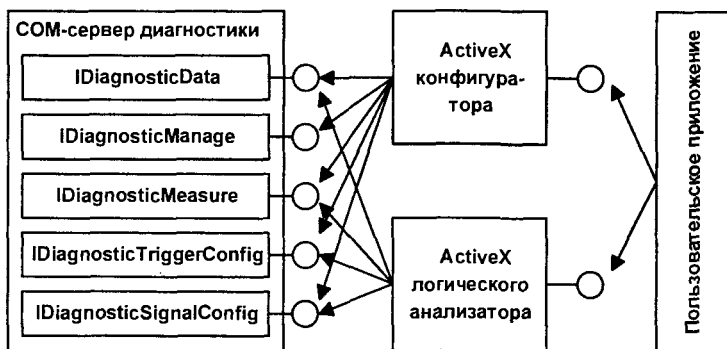 COM-сервер диагностики
IDiagnosticData
IDiagnosticManage
IDiagnosticMeasure
IDiagnosticTriggerConfig
IDiagnosticSignalConfig
ActiveX
конфигура-
тора
ActiveX
логического
анализатора
Пользовательское приложение